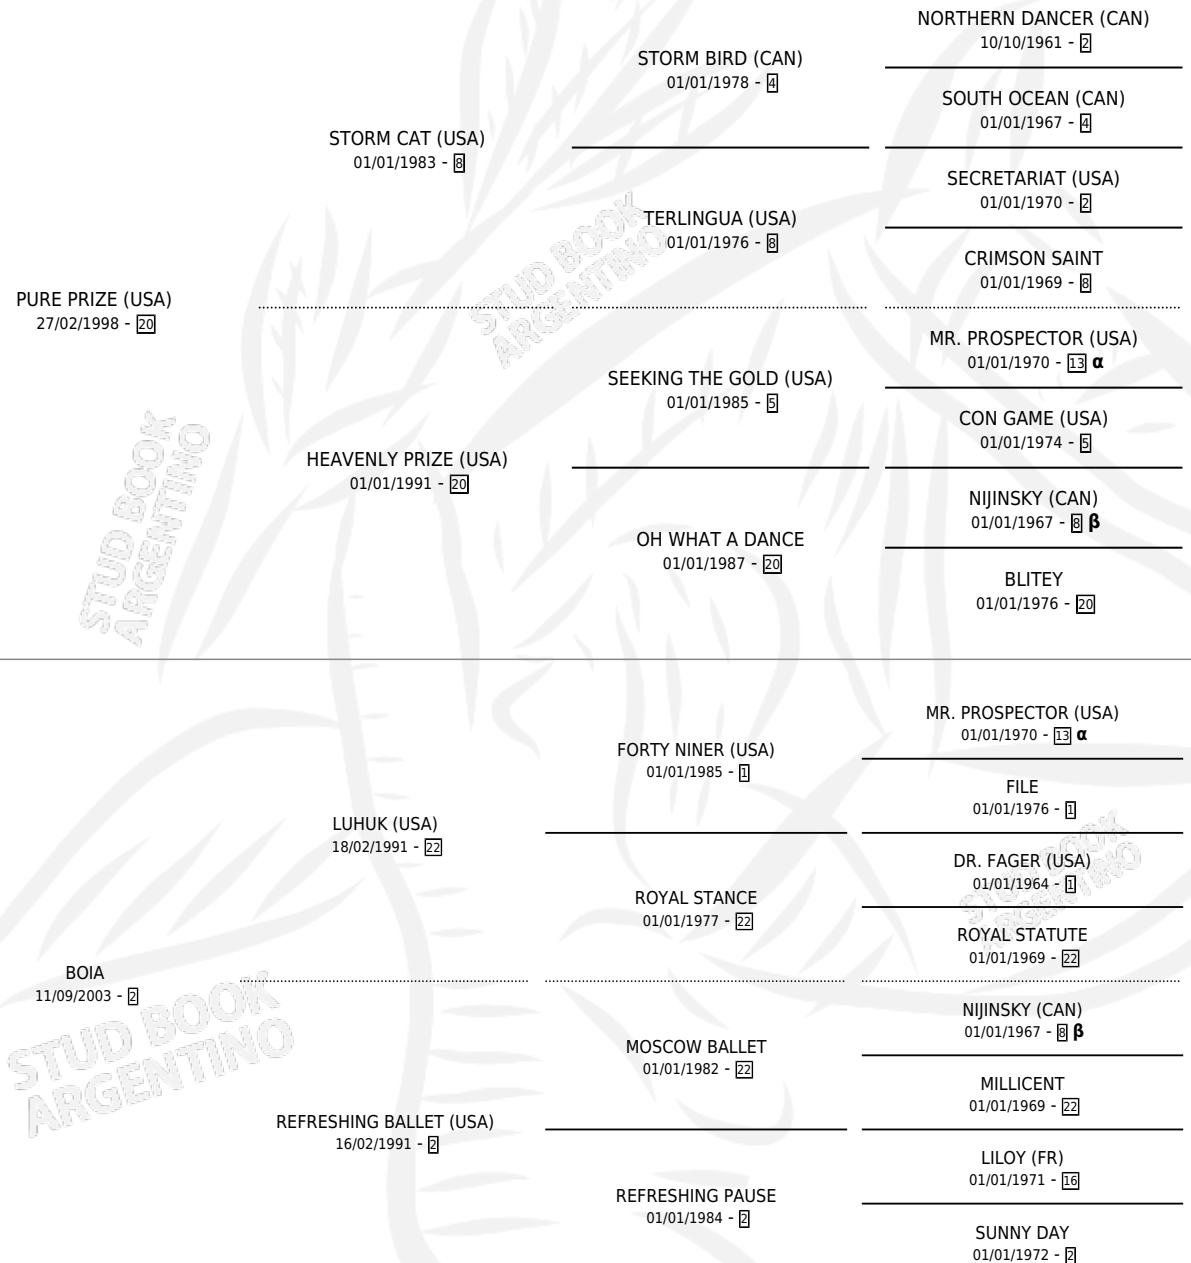 NORTHERN DANCER (CAN)
10/10/1961 - 2
STORM BIRD (CAN)
01/01/1978 - 4
SOUTH OCEAN (CAN)
01/01/1967 - 4
STORM CAT (USA)
01/01/1983 - 8
SECRETARIAT (USA)
01/01/1970 - 2
TERLINGUA (USA)
01/01/1976 - 8
CRIMSON SAINT
01/01/1969 - 8
PURE PRIZE (USA)
27/02/1998 - 20
MR. PROSPECTOR (USA)
01/01/1970 - 13 α
SEEKING THE GOLD (USA)
01/01/1985 - 5
CON GAME (USA)
01/01/1974 - 5
HEAVENLY PRIZE (USA)
01/01/1991 - 20
NIJINSKY (CAN)
01/01/1967 - 8 β
OH WHAT A DANCE
01/01/1987 - 20
BLITEY
01/01/1976 - 20
MR. PROSPECTOR (USA)
01/01/1970 - 13 α
FORTY NINER (USA)
01/01/1985 - 1
FILE
01/01/1976 - 1
LUHUK (USA)
18/02/1991 - 22
DR. FAGER (USA)
01/01/1964 - 1
ROYAL STANCE
01/01/1977 - 22
ROYAL STATUTE
01/01/1969 - 22
BOIA
11/09/2003 - 2
NIJINSKY (CAN)
01/01/1967 - 8 β
MOSCOW BALLET
01/01/1982 - 22
MILLICENT
01/01/1969 - 22
REFRESHING BALLET (USA)
16/02/1991 - 2
LILOY (FR)
01/01/1971 - 16
REFRESHING PAUSE
01/01/1984 - 2
SUNNY DAY
01/01/1972 - 2
STUD BOOK
ARGENTINO
STUD BOOK
ARGENTINO
STUD BOOK
ARGENTINO
STUD BOOK
ARGENTINO